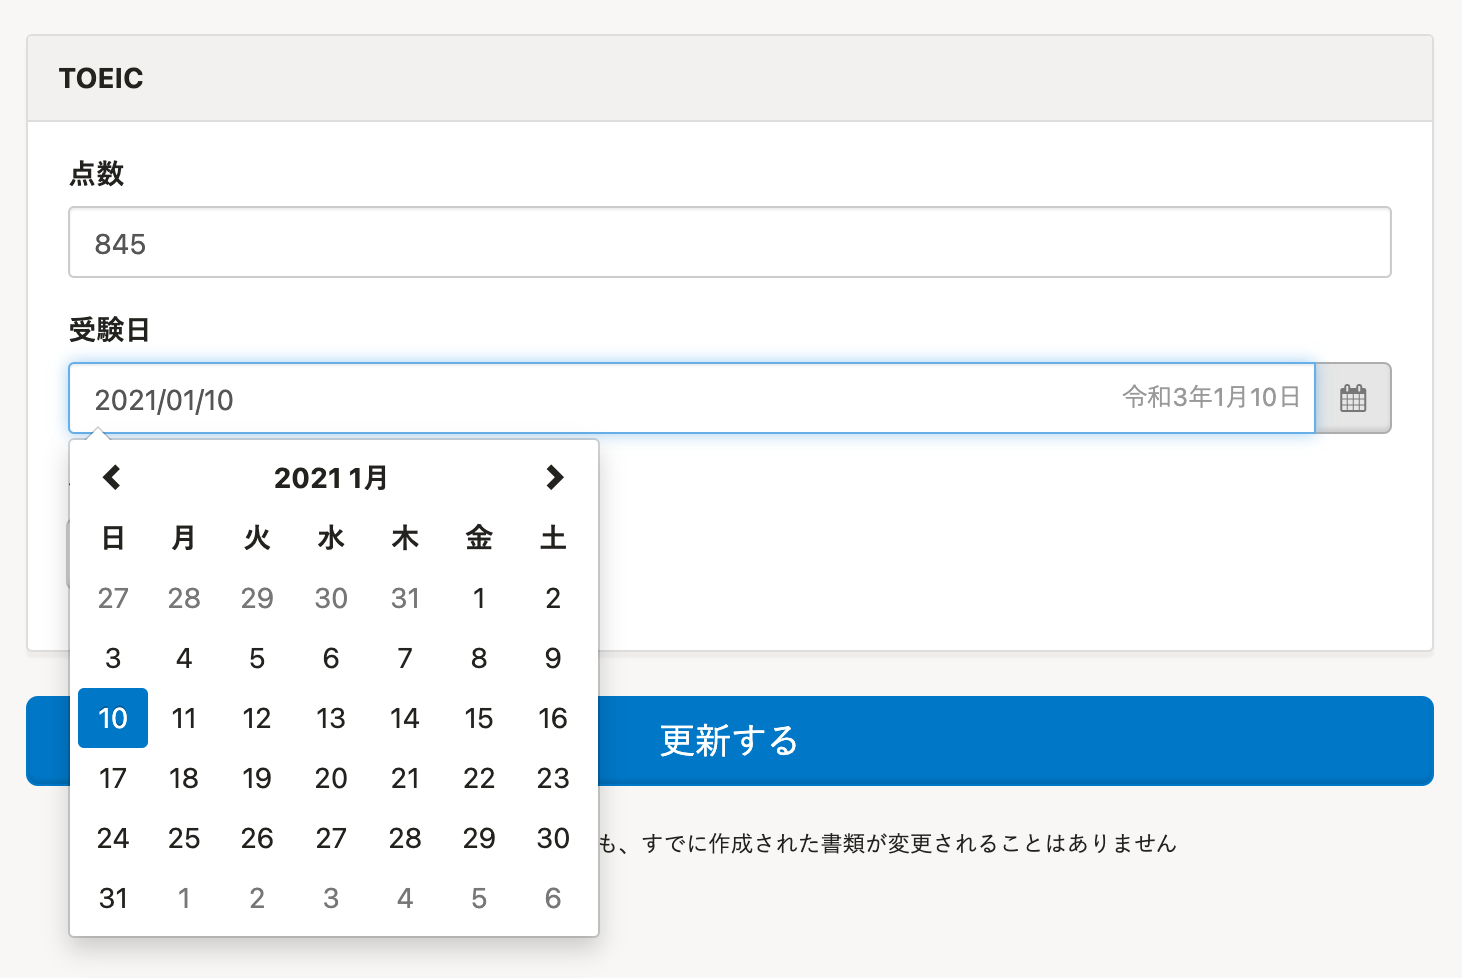 TOEIC
点数
845
受験日
2021/01/10 令和3年1月10日
2021 1月
日 月 火 水 木 金 土
27 28 29 30 31 1 2
3 4 5 6 7 8 9
10 11 12 13 14 15 16
17 18 19 20 21 22 23
24 25 26 27 28 29 30
31 1 2 3 4 5 6
更新する
も、すでに作成された書類が変更されることはありません